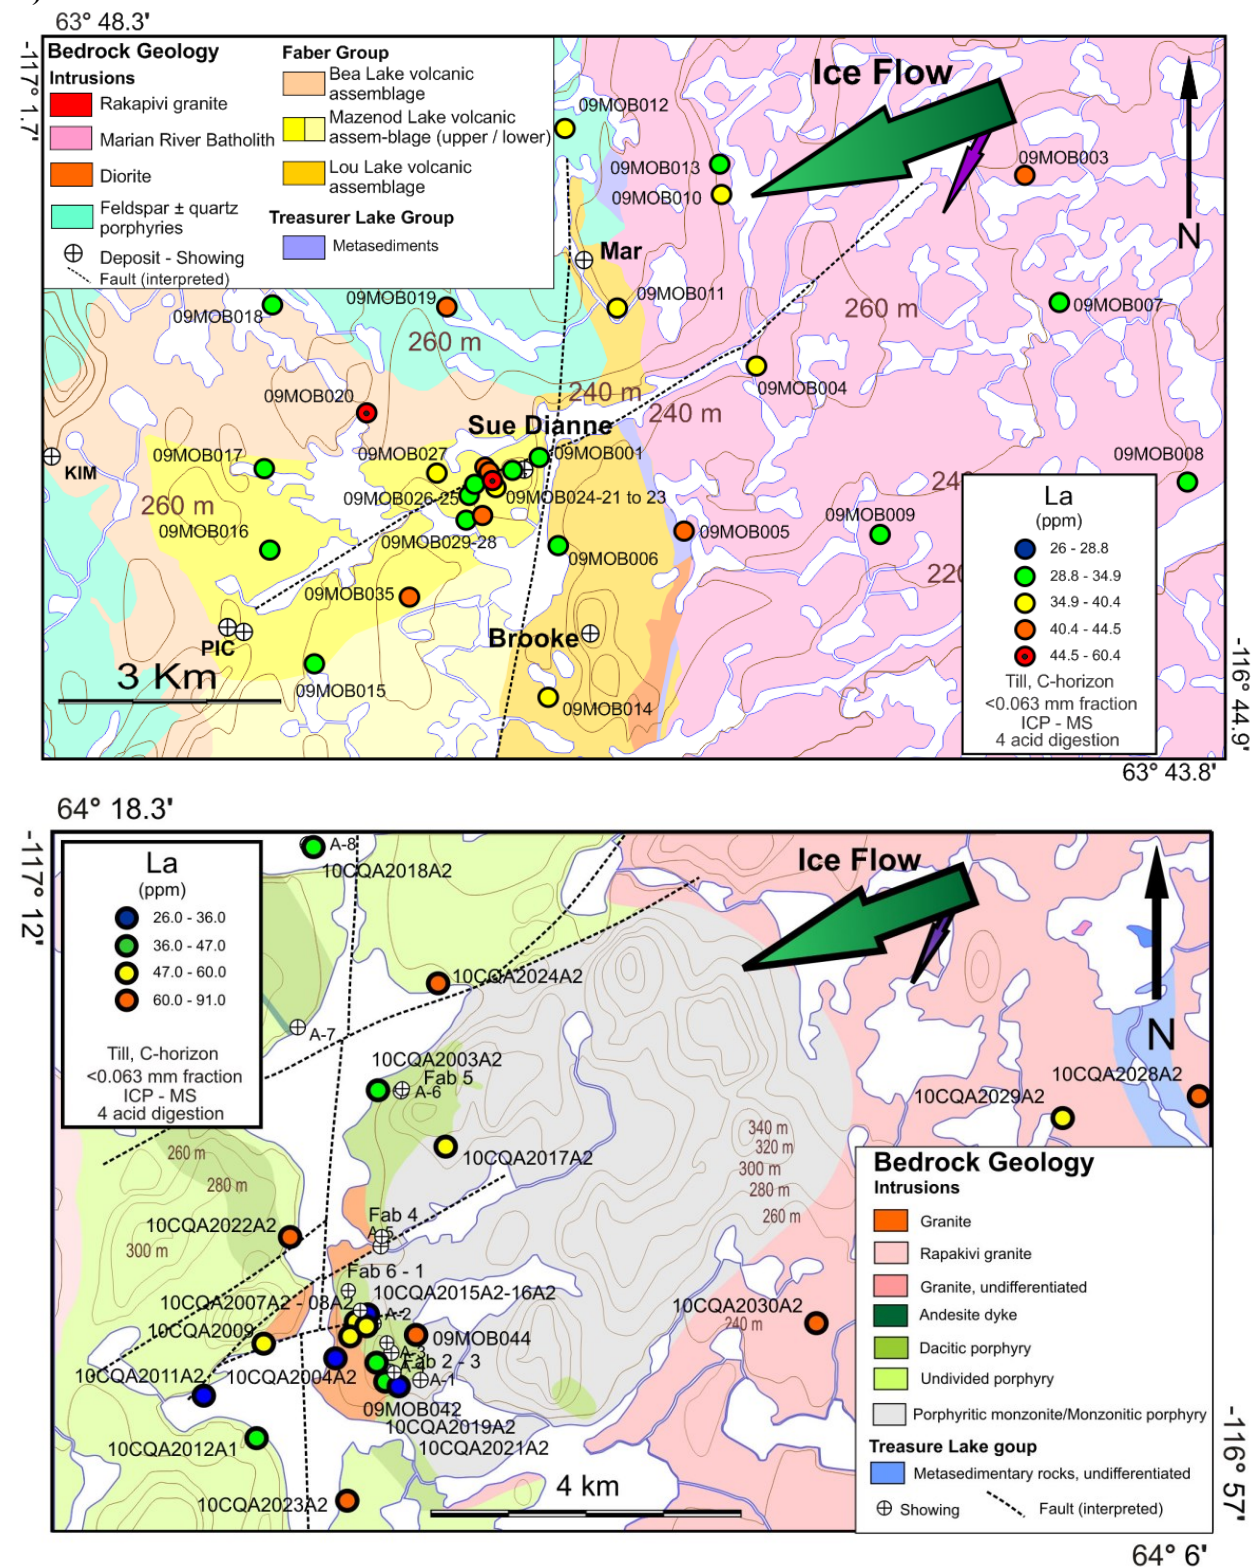 63° 48.3'
-117° 1.7'
Bedrock Geology
Intrusions
Rakapivi granite
Marian River Batholith
Diorite
Feldspar ± quartz
porphyries
Deposit - Showing
Fault (interpreted)
Faber Group
Bea Lake volcanic
assemblage
Mazenod Lake volcanic
assem-blage (upper / lower)
Lou Lake volcanic
assemblage
Treasurer Lake Group
Metasediments
Ice Flow
09MOB012
09MOB013
09MOB010
09MOB003
N
Mar
09MOB011
09MOB019
09MOB018
260 m
260 m
09MOB007
09MOB004
240 m
240 m
09MOB020
Sue Dianne
09MOB001
09MOB017
09MOB027
KIM
260 m
09MOB026-25
09MOB024-21 to 23
09MOB008
24
09MOB016
09MOB029-28
09MOB005
09MOB009
09MOB006
220
09MOB035
Brooke
PIC
3 Km
09MOB015
09MOB014
La
(ppm)
26 - 28.8
28.8 - 34.9
34.9 - 40.4
40.4 - 44.5
44.5 - 60.4
Till, C-horizon
<0.063 mm fraction
ICP - MS
4 acid digestion
-116° 44.9'
63° 43.8'
64° 18.3'
-117° 12'
La
(ppm)
26.0 - 36.0
36.0 - 47.0
47.0 - 60.0
60.0 - 91.0
Till, C-horizon
<0.063 mm fraction
ICP - MS
4 acid digestion
A-8
10CQA2018A2
Ice Flow
10CQA2024A2
A-7
N
10CQA2003A2
Fab 5
A-6
10CQA2028A2
10CQA2029A2
10CQA2017A2
340 m
320 m
300 m
280 m
260 m
260 m
280 m
300 m
10CQA2022A2
Fab 4
A-5
Fab 6 - 1
10CQA2015A2-16A2
10CQA2007A2 - 08A2
A-2
10CQA2009
09MOB044
A-3
Fab 2 - 3
10CQA2030A2
240 m
10CQA2011A2
10CQA2004A2
A-1
09MOB042
10CQA2019A2
10CQA2021A2
10CQA2012A1
10CQA2023A2
4 km
Bedrock Geology
Intrusions
Granite
Rapakivi granite
Granite, undifferentiated
Andesite dyke
Dacitic porphyry
Undivided porphyry
Porphyritic monzonite/Monzonitic porphyry
Treasure Lake goup
Metasedimentary rocks, undifferentiated
Showing
Fault (interpreted)
-116° 57'
64° 6'